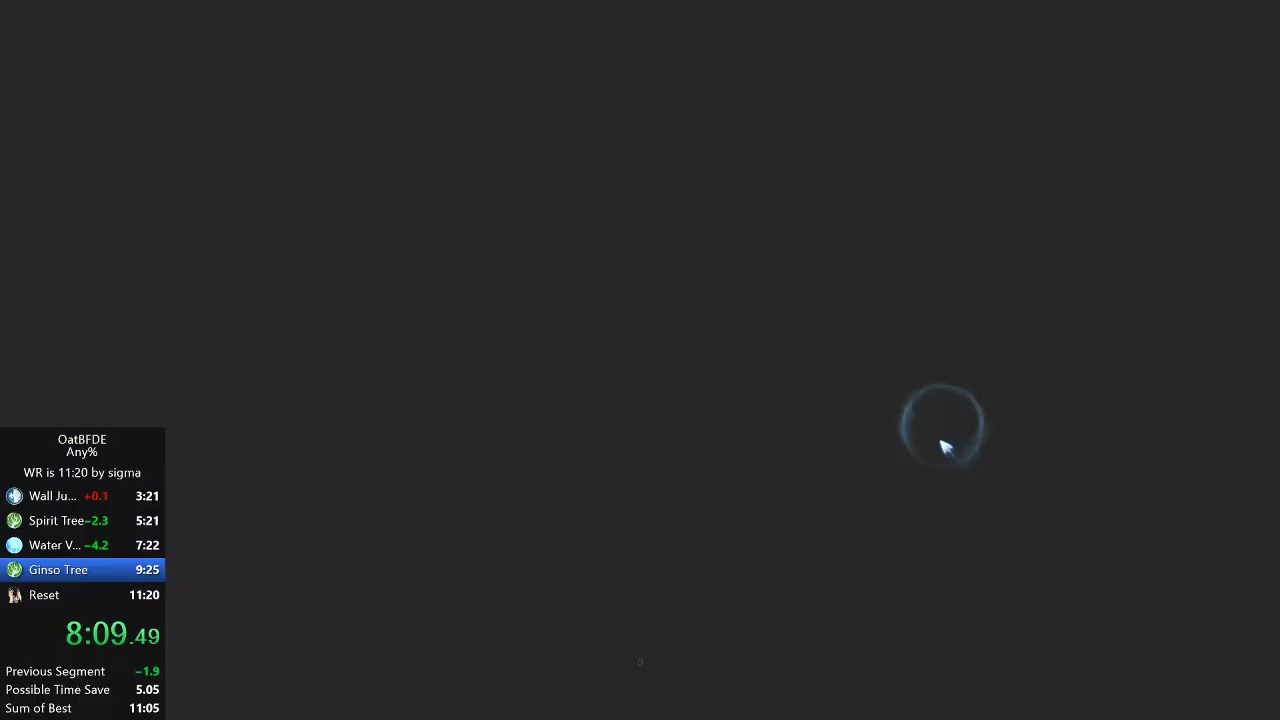 OatBFDE
Any%
WR is 11:20 by sigma
Wall Ju... +0.1 3:21
Spirit Tree −2.3 5:21
Water V... −4.2 7:22
Ginso Tree 9:25
Reset 11:20
8:09.49
Previous Segment −1.9
Possible Time Save 5.05
Sum of Best 11:05
0